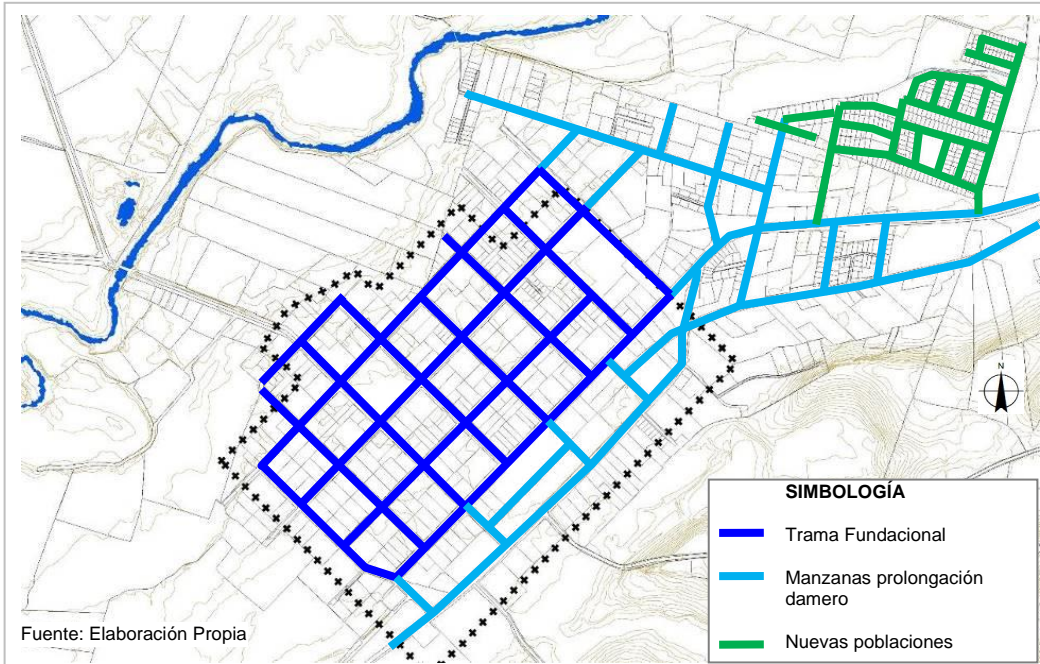 N
SIMBOLOGÍA
Trama Fundacional
Manzanas prolongación
damero
Nuevas poblaciones
Fuente: Elaboración Propia